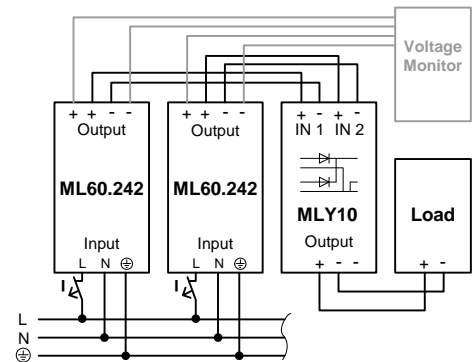 Voltage
Monitor
+ + - -
+ + - -
+ - + -
Output
Output
IN 1 IN 2
ML60.242
ML60.242
MLY10
Load
Input
Input
Output
L N
L N
+ - -
+ -
I
I
L
N